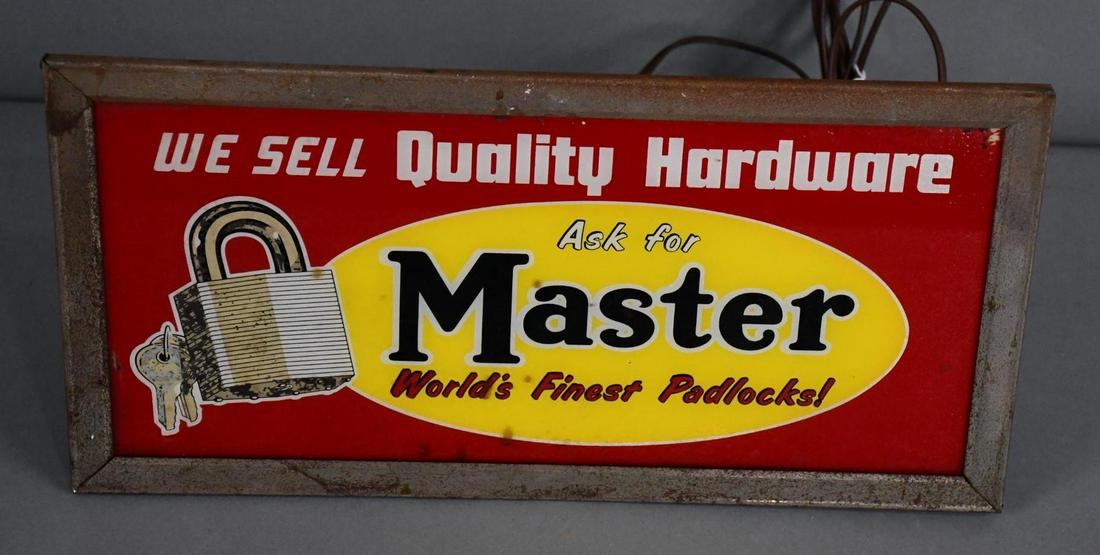 WE SELL Quality Hardware
Ask for
Master
World's Finest Padlocks!